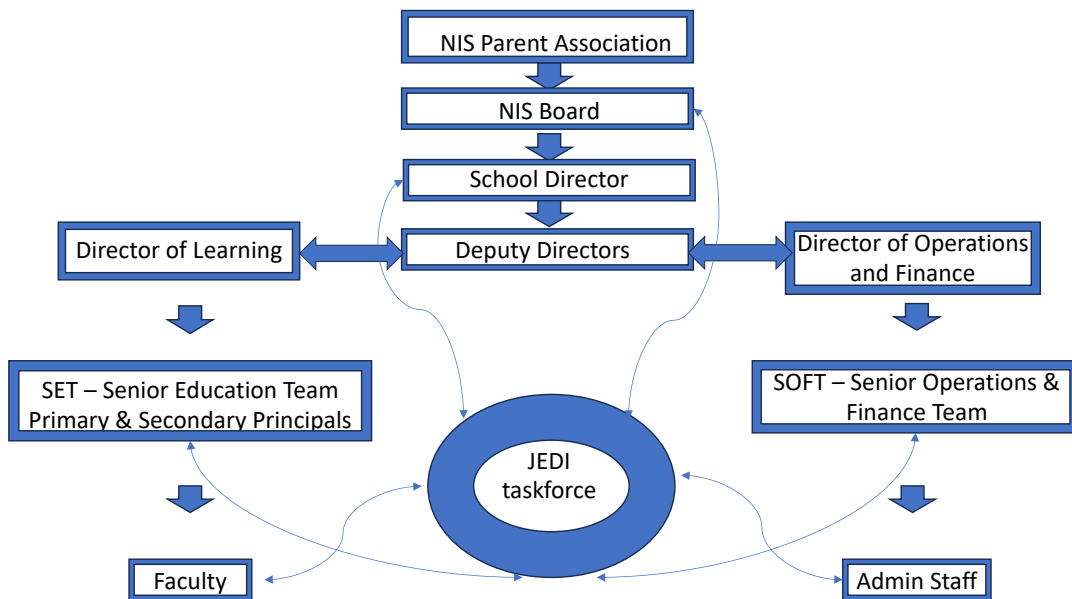 NIS Parent Association
NIS Board
School Director
Director of Learning
Deputy Directors
Director of Operations
and Finance
SET – Senior Education Team
Primary & Secondary Principals
SOFT – Senior Operations &
Finance Team
JEDI
taskforce
Faculty
Admin Staff